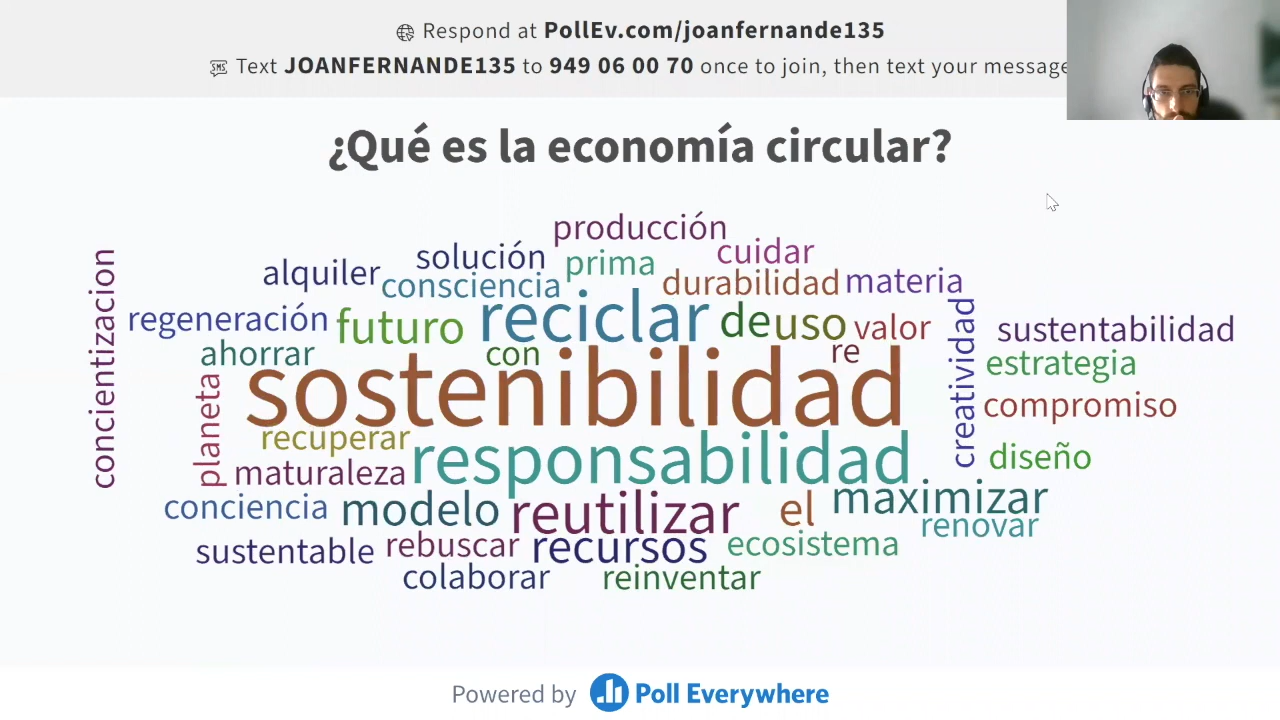 Respond at PollEv.com/joanfernande135
SMS Text JOANFERNANDE135 to 949 06 00 70 once to join, then text your message
¿Qué es la economía circular?
producción
solución prima cuidar
alquiler consciencia durabilidad materia
regeneración futuro reciclar de uso valor sustentabilidad
concientizacion
ahorrar con re creatividad estrategia
sostenibilidad compromiso
planeta
recuperar responsabilidad diseño
maturaleza
conciencia modelo reutilizar el maximizar
renovar
sustentable rebuscar recursos ecosistema
colaborar reinventar
Powered by Poll Everywhere